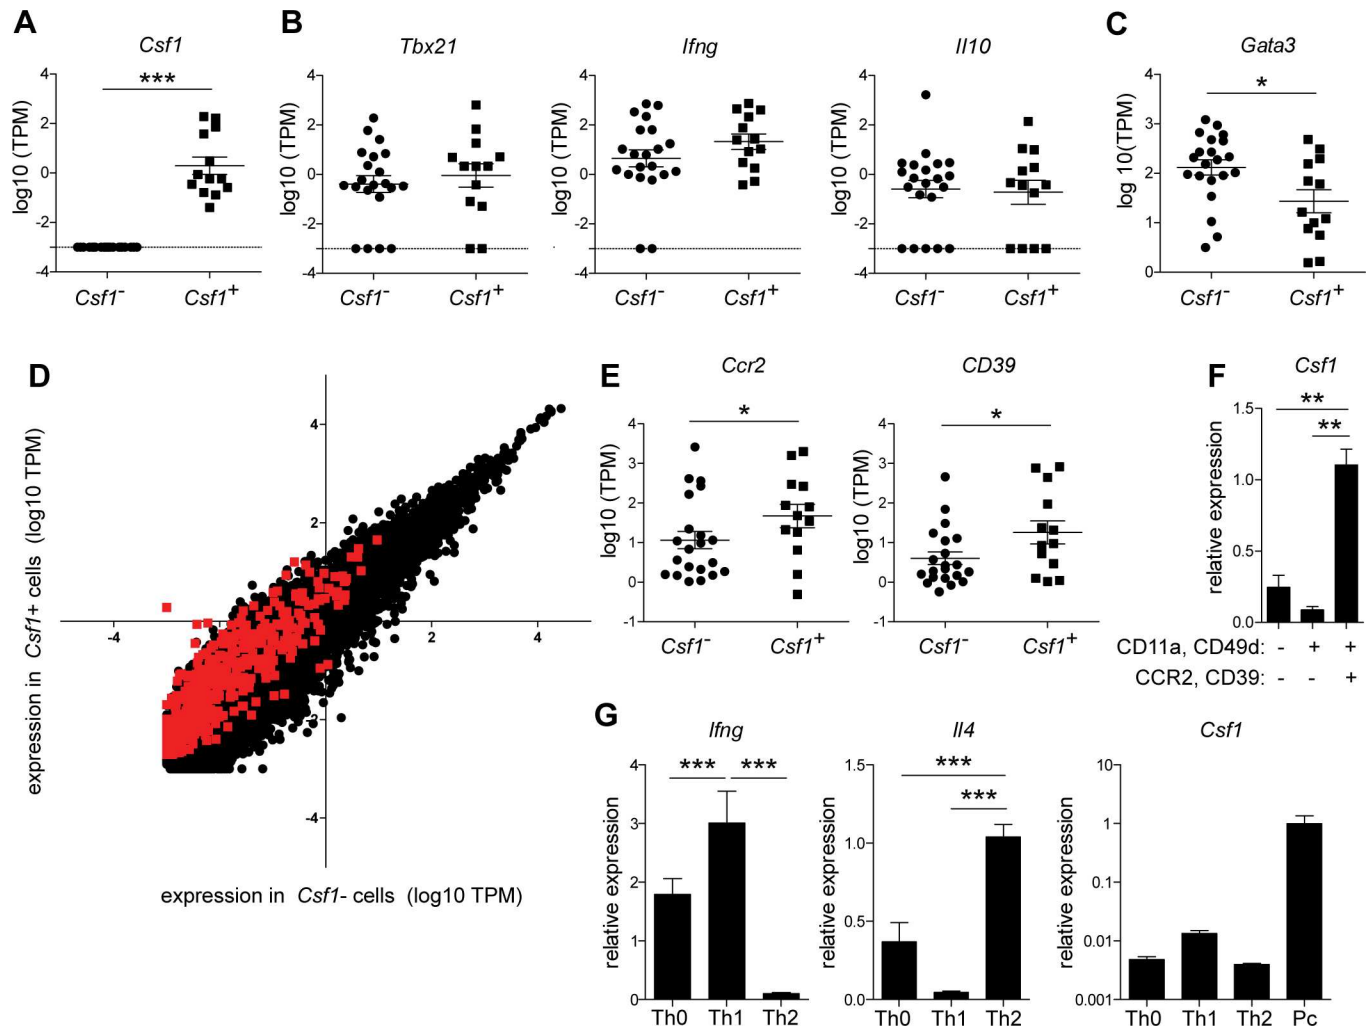 A
Csf1
***
log10 (TPM)
4
2
0
-2
-4
Csf1-
Csf1+
B
Tbx21
log10 (TPM)
4
2
0
-2
-4
Csf1-
Csf1+
Ifng
log10 (TPM)
4
2
0
-2
-4
Csf1-
Csf1+
Il10
log10 (TPM)
4
2
0
-2
-4
Csf1-
Csf1+
C
Gata3
*
log 10(TPM)
4
3
2
1
0
Csf1-
Csf1+
D
expression in Csf1+ cells (log10 TPM)
4
2
-4
2
4
-2
-4
expression in Csf1- cells (log10 TPM)
E
Ccr2
*
log10 (TPM)
4
3
2
1
0
-1
Csf1-
Csf1+
CD39
*
log10 (TPM)
4
3
2
1
0
-1
Csf1-
Csf1+
F
Csf1
**
**
relative expression
1.5
1.0
0.5
0.0
CD11a, CD49d: - + +
CCR2, CD39: - - +
G
Ifng
*** ***
relative expression
4
3
2
1
0
Th0 Th1 Th2
Il4
***
***
relative expression
1.5
1.0
0.5
0.0
Th0 Th1 Th2
Csf1
relative expression
10
1
0.1
0.01
0.001
Th0 Th1 Th2 Pc